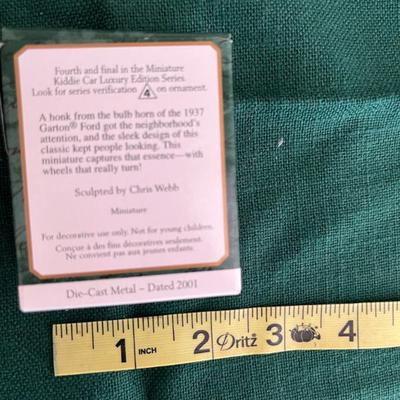 Fourth and final in the Miniature
Kiddie Car Luxury Edition Series.
Look for series verification 4 on ornament.
A honk from the bulb horn of the 1937
Garton® Ford got the neighborhood's
attention, and the sleek design of this
classic kept people looking. This
miniature captures that essence—with
wheels that really turn!
Sculpted by Chris Webb
Miniature
For decorative use only. Not for young children.
Conçue à des fins décoratives seulement.
Ne convient pas aux jeunes enfants.
Die-Cast Metal – Dated 2001
1 INCH 2 Dritz® 3 4